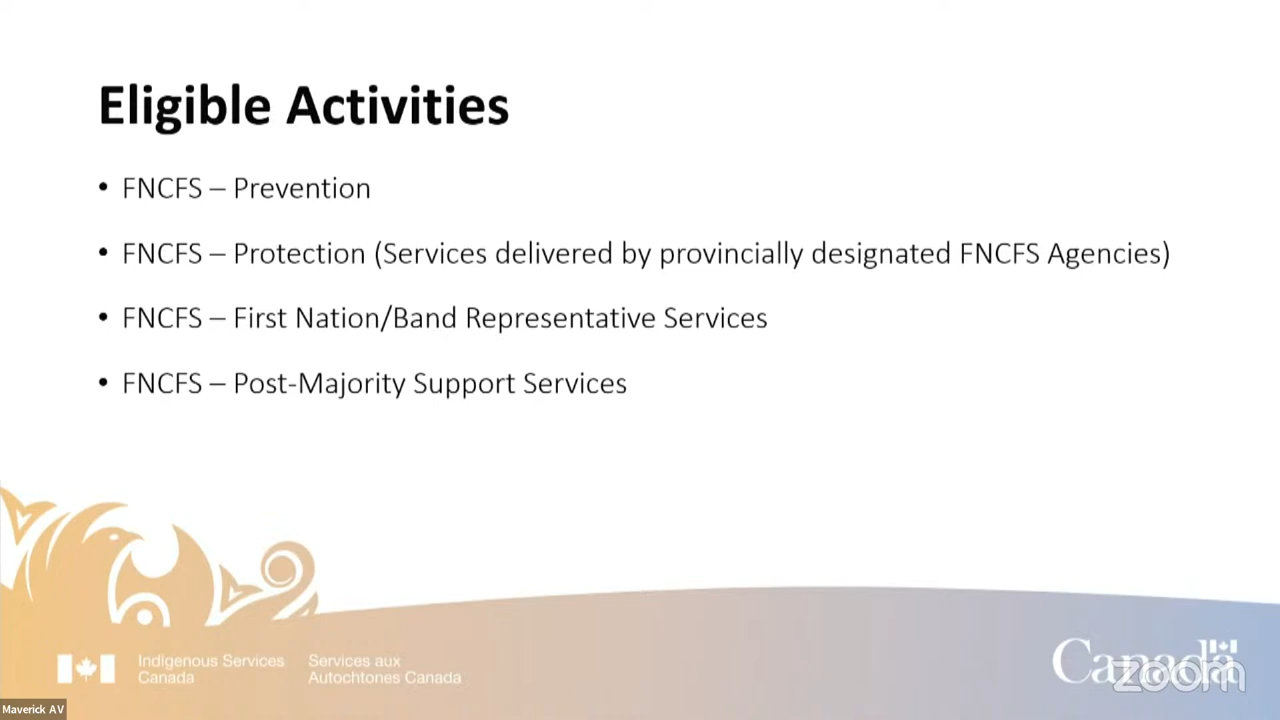 Eligible Activities
• FNCFS – Prevention
• FNCFS – Protection (Services delivered by provincially designated FNCFS Agencies)
• FNCFS – First Nation/Band Representative Services
• FNCFS – Post-Majority Support Services
Indigenous Services
Canada
Services aux
Autochtones Canada
Canada
zoom
Maverick AV